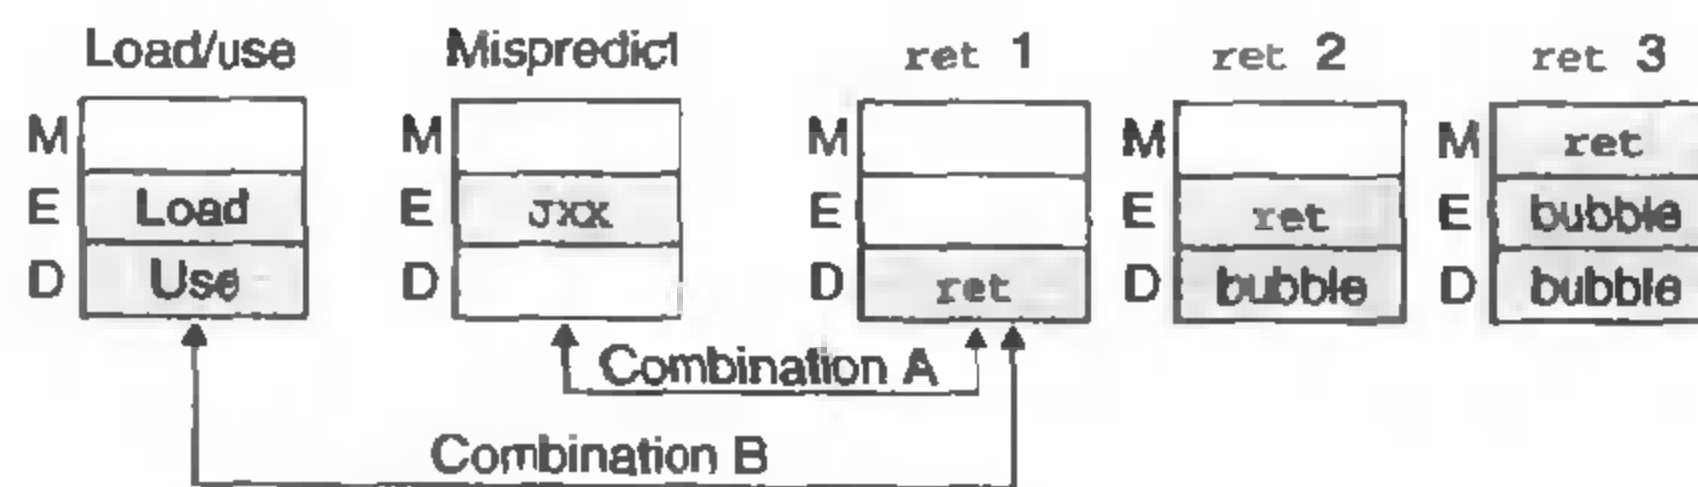 Load/use Mispredict ret 1 ret 2 ret 3
M M M M M ret
E Load E JXX E E ret E bubble
D Use D D ret D bubble D bubble
Combination A
Combination B